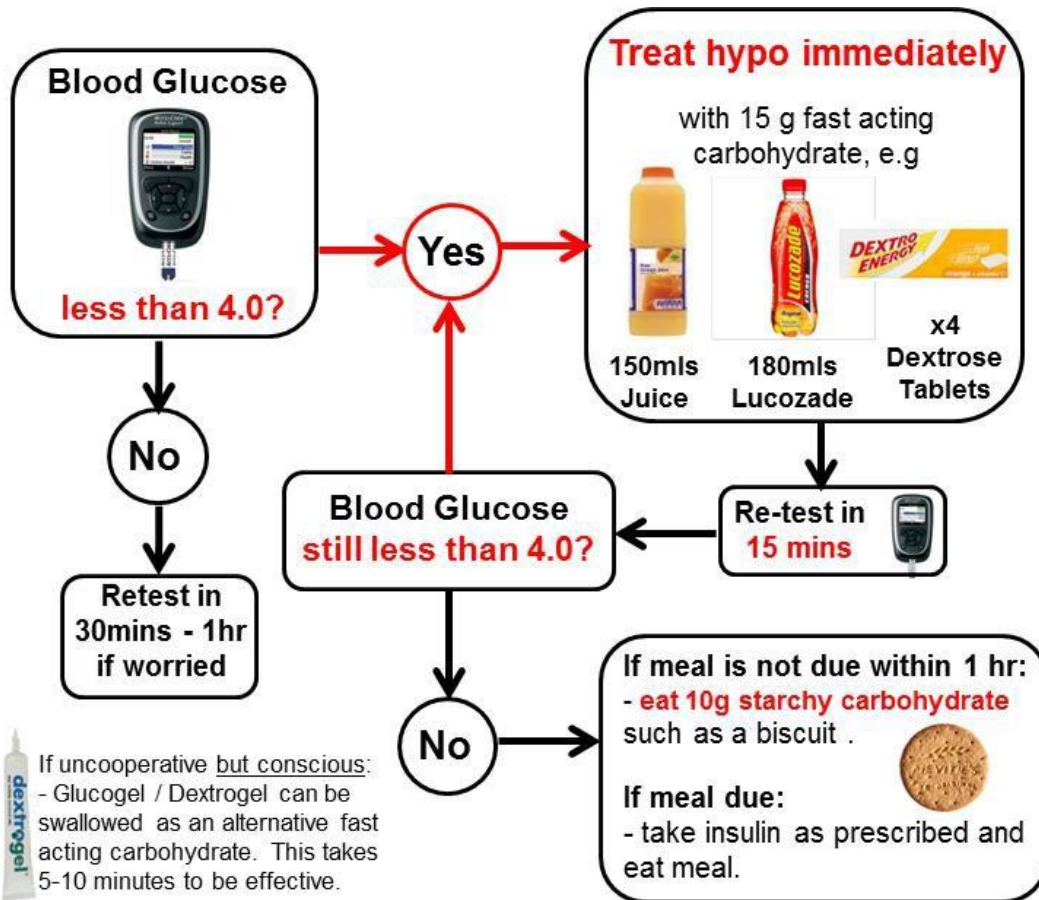 Blood Glucose
less than 4.0?
Yes
Treat hypo immediately
with 15 g fast acting
carbohydrate, e.g
Lucozade
DEXTRO
ENERGY
150mls
Juice
180mls
Lucozade
x4
Dextrose
Tablets
No
Retest in
30mins - 1hr
if worried
Blood Glucose
still less than 4.0?
Re-test in
15 mins
No
If meal is not due within 1 hr:
- eat 10g starchy carbohydrate
such as a biscuit .
If meal due:
- take insulin as prescribed and
eat meal.
dextrogel
If uncooperative but conscious:
- Glucogel / Dextrogel can be
swallowed as an alternative fast
acting carbohydrate. This takes
5-10 minutes to be effective.